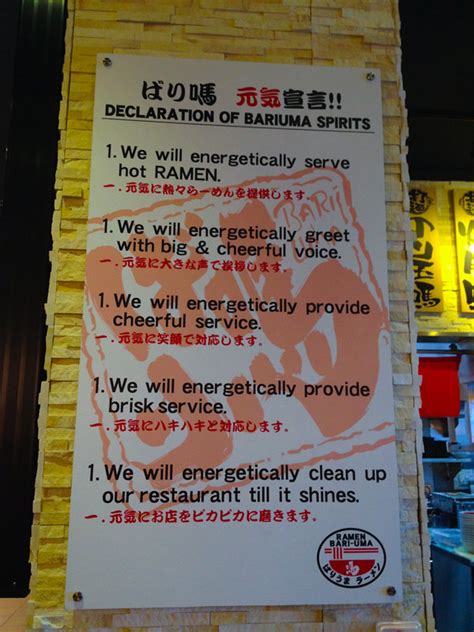 ばり嗎 元気宣言!!
DECLARATION OF BARIUMA SPIRITS
1. We will energetically serve
hot RAMEN.
一．元気に熱々らーめんを提供します。
1. We will energetically greet
with big & cheerful voice.
一．元気に大きな声で挨拶します。
1. We will energetically provide
cheerful service.
一．元気に笑顔で対応します。
1. We will energetically provide
brisk service.
一．元気にハキハキと対応します。
1. We will energetically clean up
our restaurant till it shines.
一．元気にお店をピカピカに磨きます。
RAMEN
BARI-UMA
ばりうま ラーメン